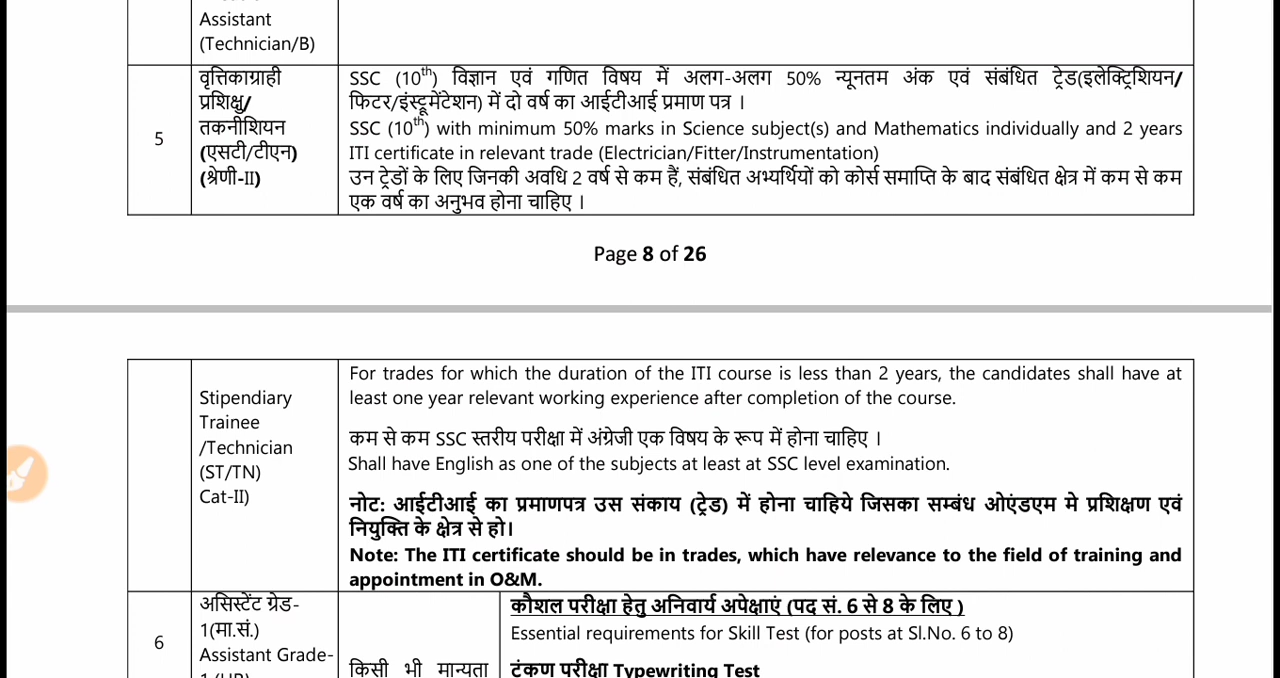 Assistant
(Technician/B)
5
वृत्तिकाग्राही
प्रशिक्षु/
तकनीशियन
(एसटी/टीएन)
(श्रेणी-II)
SSC (10th) विज्ञान एवं गणित विषय में अलग-अलग 50% न्यूनतम अंक एवं संबंधित ट्रेड(इलेक्ट्रिशियन/
फिटर/इंस्ट्रूमेंटेशन) में दो वर्ष का आईटीआई प्रमाण पत्र ।
SSC (10th) with minimum 50% marks in Science subject(s) and Mathematics individually and 2 years
ITI certificate in relevant trade (Electrician/Fitter/Instrumentation)
उन ट्रेडों के लिए जिनकी अवधि 2 वर्ष से कम हैं, संबंधित अभ्यर्थियों को कोर्स समाप्ति के बाद संबंधित क्षेत्र में कम से कम
एक वर्ष का अनुभव होना चाहिए ।
Page 8 of 26
Stipendiary
Trainee
/Technician
(ST/TN)
Cat-II)
For trades for which the duration of the ITI course is less than 2 years, the candidates shall have at
least one year relevant working experience after completion of the course.
कम से कम SSC स्तरीय परीक्षा में अंग्रेजी एक विषय के रूप में होना चाहिए ।
Shall have English as one of the subjects at least at SSC level examination.
नोट: आईटीआई का प्रमाणपत्र उस संकाय (ट्रेड) में होना चाहिये जिसका सम्बंध ओएंडएम मे प्रशिक्षण एवं
नियुक्ति के क्षेत्र से हो।
Note: The ITI certificate should be in trades, which have relevance to the field of training and
appointment in O&M.
6
असिस्टेंट ग्रेड-
1(मा.सं.)
Assistant Grade-
किसी भी मान्यता
कौशल परीक्षा हेतु अनिवार्य अपेक्षाएं (पद सं. 6 से 8 के लिए )
Essential requirements for Skill Test (for posts at Sl.No. 6 to 8)
टंकण परीक्षा Typewriting Test